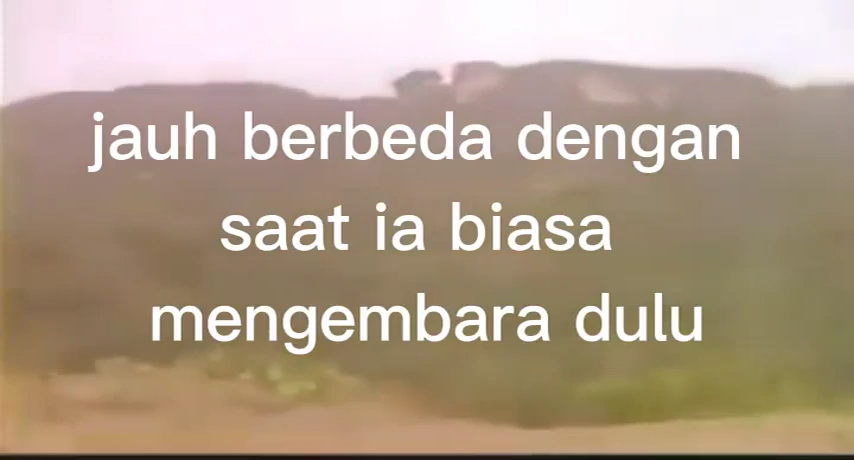 jauh berbeda dengan
saat ia biasa
mengembara dulu